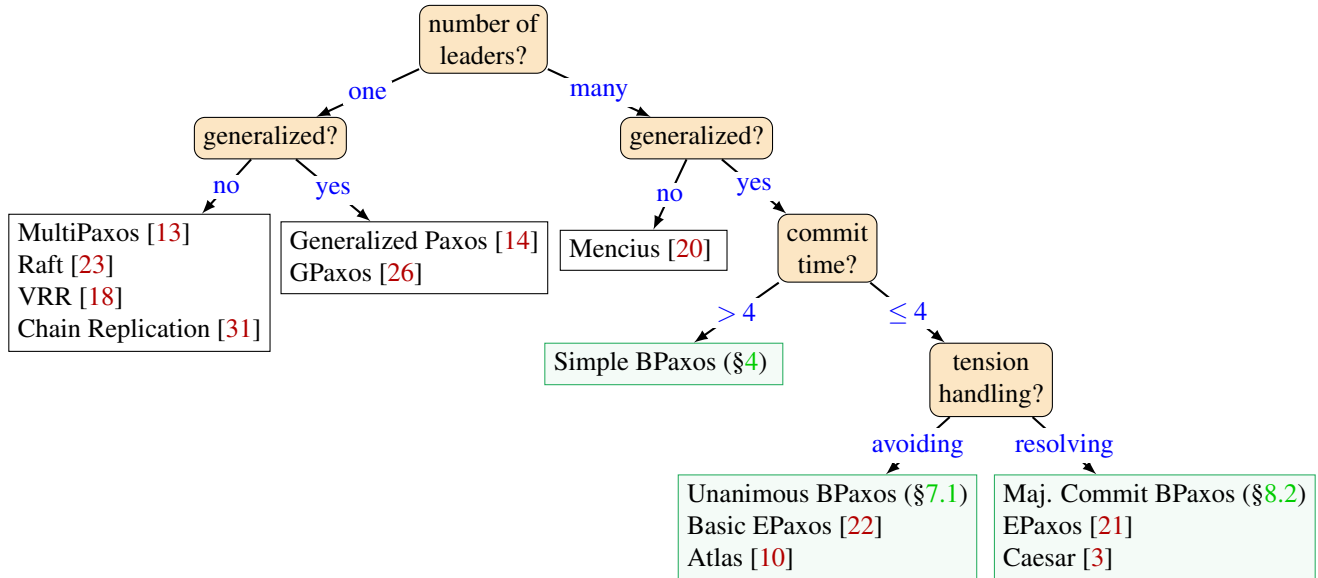 number of
leaders?
one
many
generalized?
generalized?
no
yes
no
yes
MultiPaxos [13]
Raft [23]
VRR [18]
Chain Replication [31]
Generalized Paxos [14]
GPaxos [26]
Mencius [20]
commit
time?
> 4
≤ 4
Simple BPaxos (§4)
tension
handling?
avoiding
resolving
Unanimous BPaxos (§7.1)
Basic EPaxos [22]
Atlas [10]
Maj. Commit BPaxos (§8.2)
EPaxos [21]
Caesar [3]